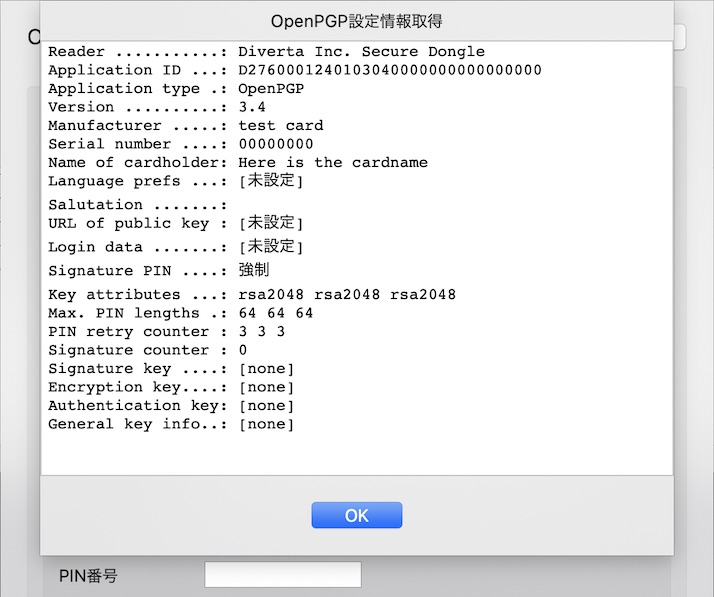 OpenPGP設定情報取得
Reader ...........: Diverta Inc. Secure Dongle
Application ID ...: D2760001240103040000000000000000
Application type .: OpenPGP
Version ..........: 3.4
Manufacturer .....: test card
Serial number ....: 00000000
Name of cardholder: Here is the cardname
Language prefs ...: [未設定]
Salutation .......:
URL of public key : [未設定]
Login data .......: [未設定]
Signature PIN ....: 強制
Key attributes ...: rsa2048 rsa2048 rsa2048
Max. PIN lengths .: 64 64 64
PIN retry counter : 3 3 3
Signature counter : 0
Signature key ....: [none]
Encryption key....: [none]
Authentication key: [none]
General key info..: [none]
OK
PIN番号